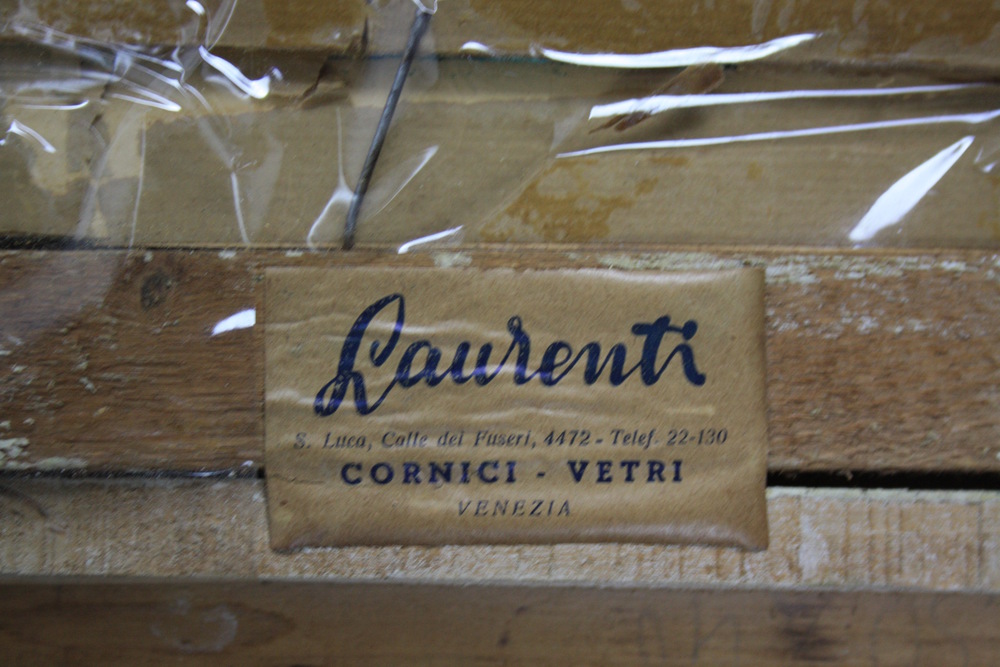 Laurenti
S. Luca, Calle dei Fuseri, 4472 - Telef. 22-130
CORNICI - VETRI
VENEZIA